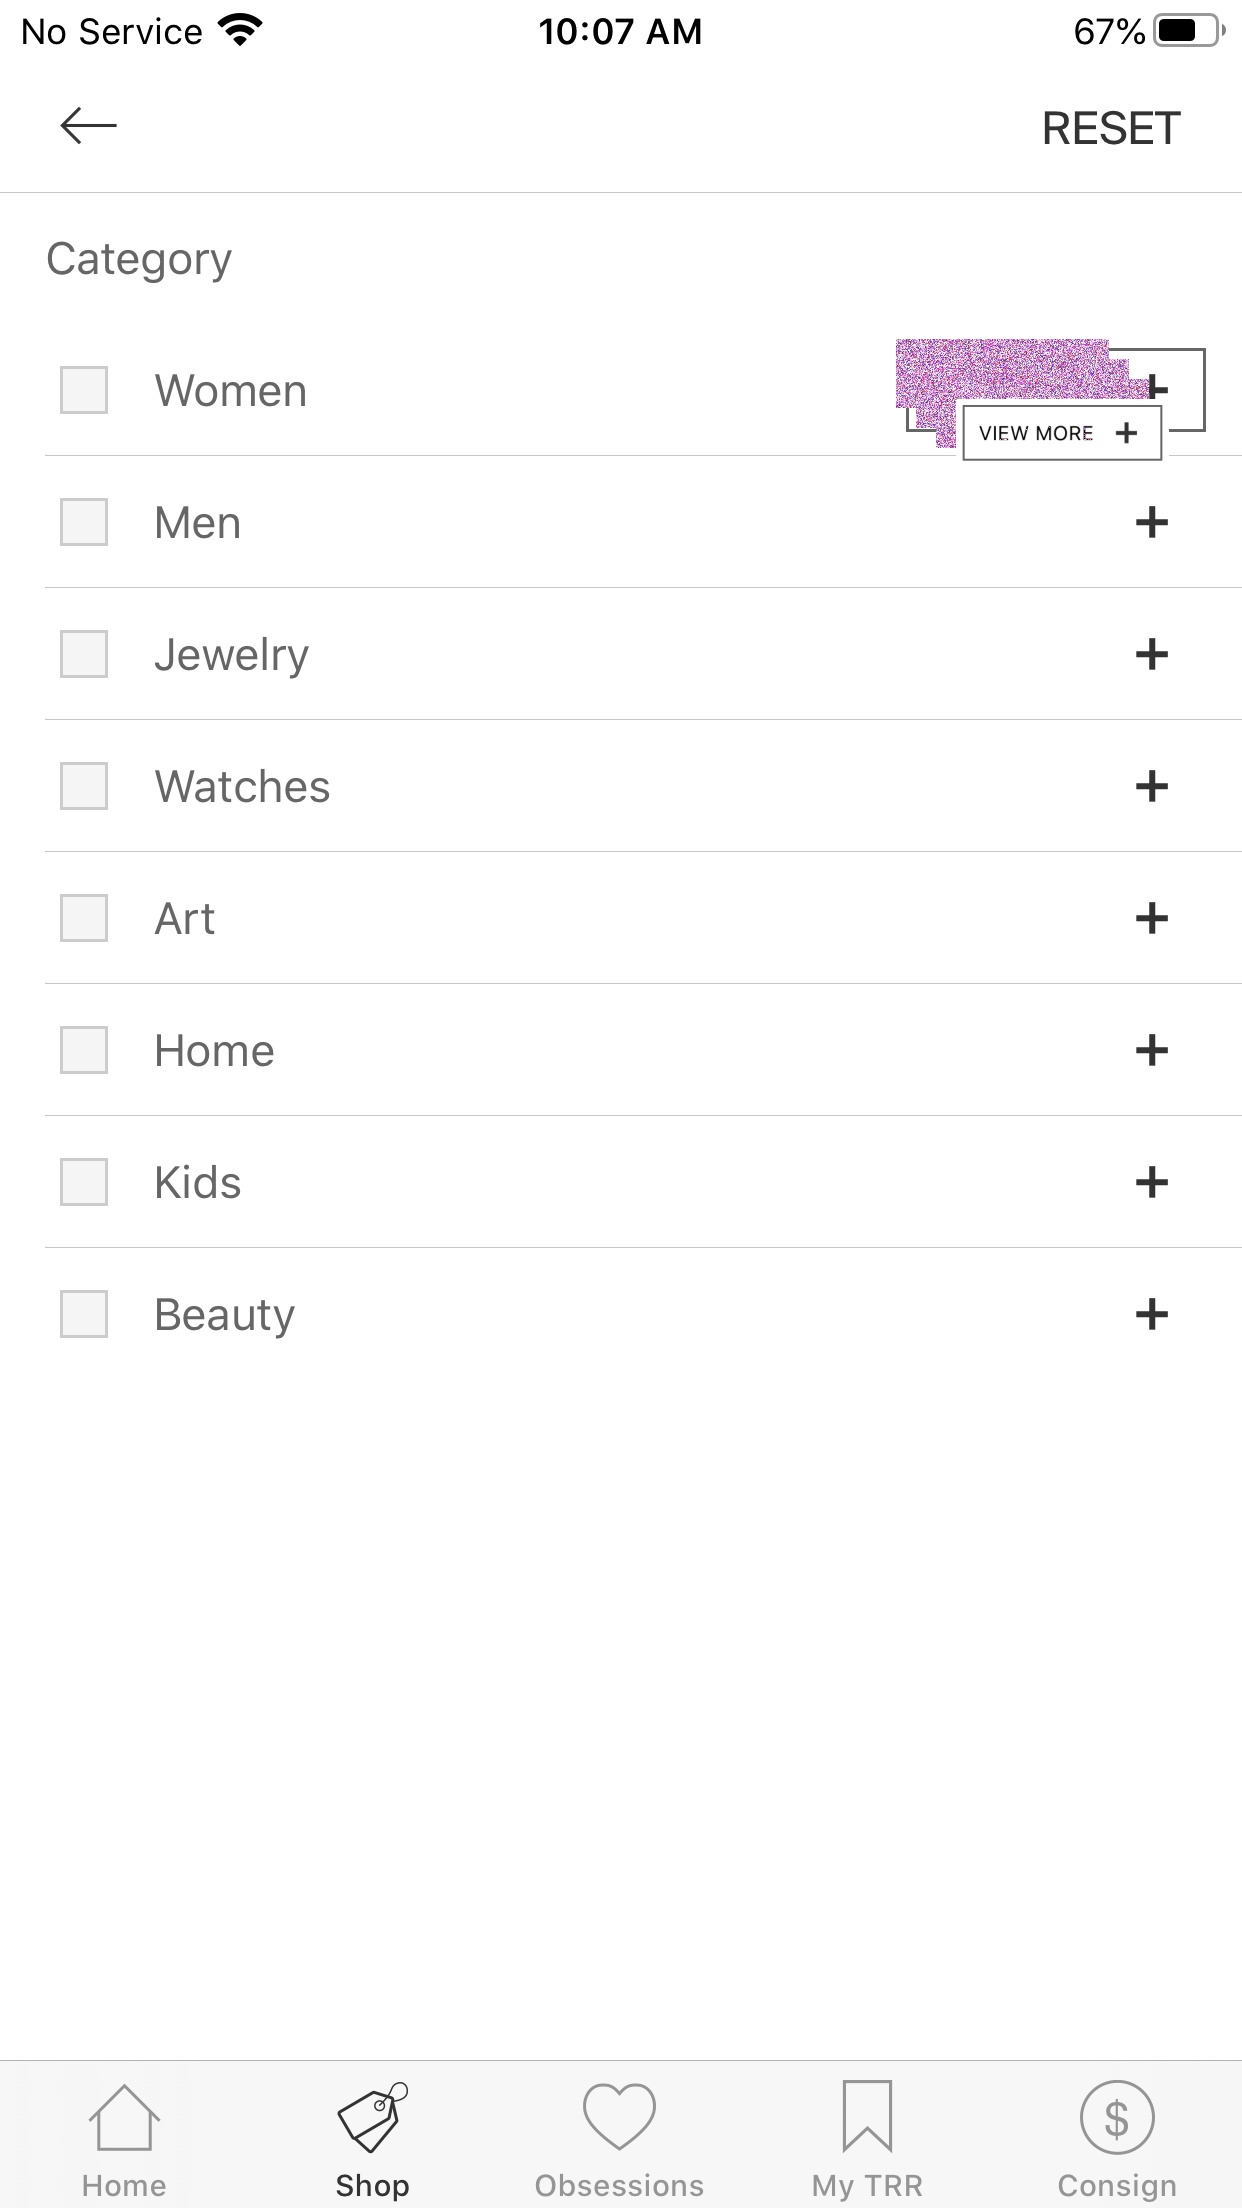 No Service 10:07 AM 67%
RESET
Category
Women
VIEW MORE +
Men +
Jewelry +
Watches +
Art +
Home +
Kids +
Beauty +
Home Shop Obsessions My TRR Consign